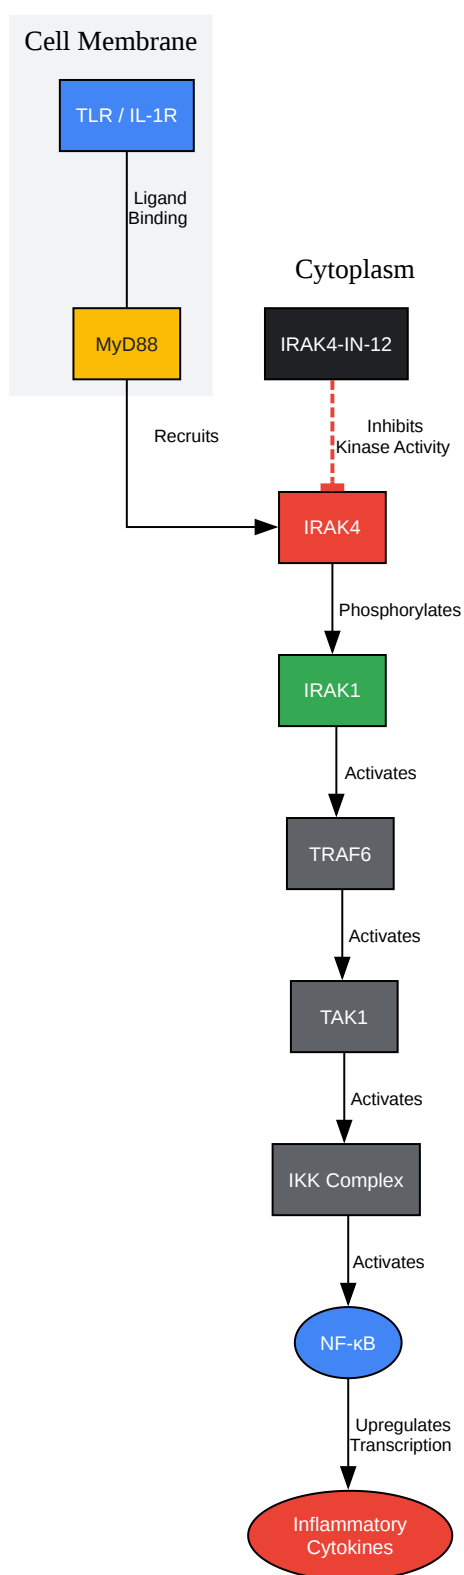 Cell Membrane
TLR / IL-1R
Ligand
Binding
Cytoplasm
MyD88
IRAK4-IN-12
Recruits
Inhibits
Kinase Activity
IRAK4
Phosphorylates
IRAK1
Activates
TRAF6
Activates
TAK1
Activates
IKK Complex
Activates
NF-κB
Upregulates
Transcription
Inflammatory
Cytokines